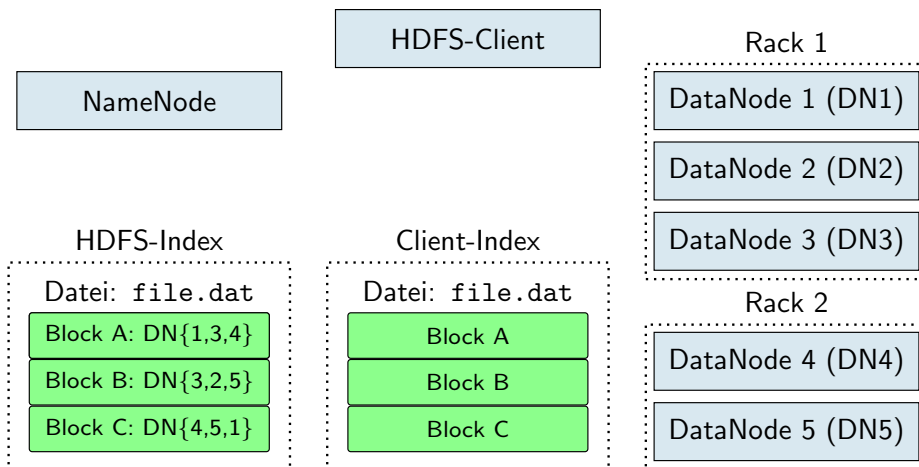 HDFS-Client
NameNode
HDFS-Index
Datei: file.dat
Block A: DN{1,3,4}
Block B: DN{3,2,5}
Block C: DN{4,5,1}
Client-Index
Datei: file.dat
Block A
Block B
Block C
Rack 1
DataNode 1 (DN1)
DataNode 2 (DN2)
DataNode 3 (DN3)
Rack 2
DataNode 4 (DN4)
DataNode 5 (DN5)